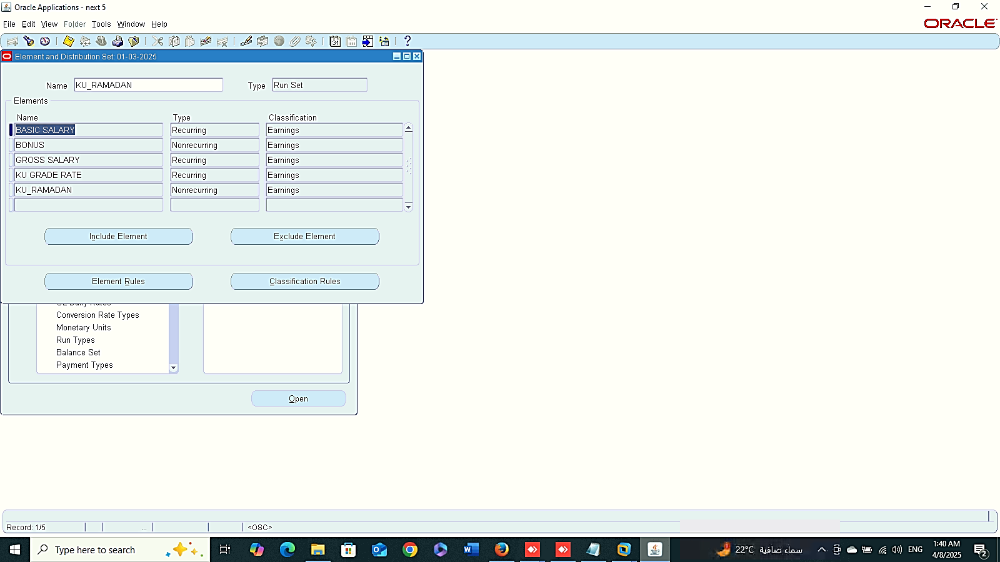 Oracle Applications - next 5
File Edit View Folder Tools Window Help
ORACLE
Element and Distribution Set: 01-03-2025
Name KU_RAMADAN Type Run Set
Elements
Name Type Classification
BASIC SALARY Recurring Earnings
BONUS Nonrecurring Earnings
GROSS SALARY Recurring Earnings
KU GRADE RATE Recurring Earnings
KU_RAMADAN Nonrecurring Earnings
Include Element Exclude Element
Element Rules Classification Rules
Conversion Rate Types
Monetary Units
Run Types
Balance Set
Payment Types
Open
Record: 1/5 ... <OSC>
Type here to search
22°C سماء صافية
ENG
1:40 AM
4/8/2025
2